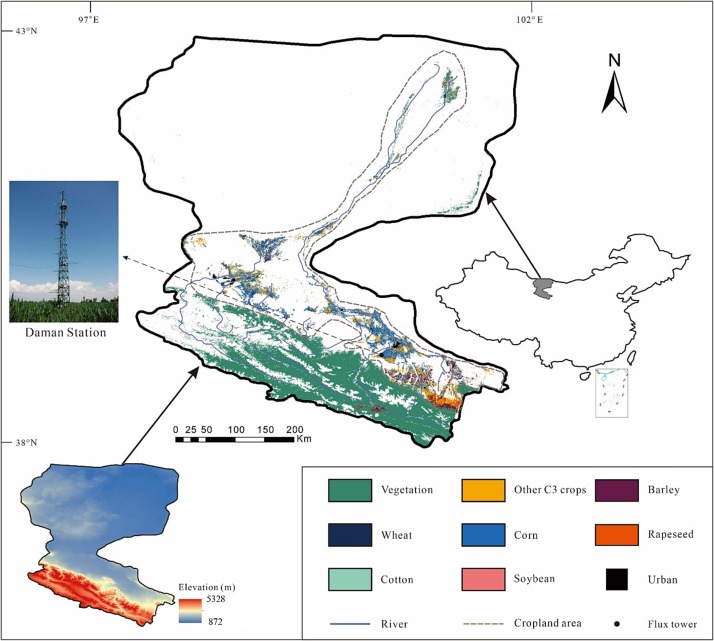 97°E
102°E
43°N
N
Daman Station
38°N
0 25 50 100 150 200
Km
Elevation (m)
5328
872
Vegetation
Other C3 crops
Barley
Wheat
Corn
Rapeseed
Cotton
Soybean
Urban
River
Cropland area
Flux tower